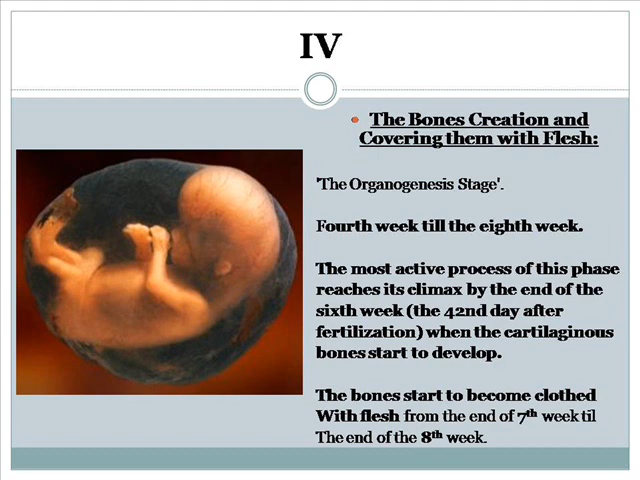 IV
• The Bones Creation and
Covering them with Flesh:
'The Organogenesis Stage'.
Fourth week till the eighth week.
The most active process of this phase
reaches its climax by the end of the
sixth week (the 42nd day after
fertilization) when the cartilaginous
bones start to develop.
The bones start to become clothed
With flesh from the end of 7th week til
The end of the 8th week.